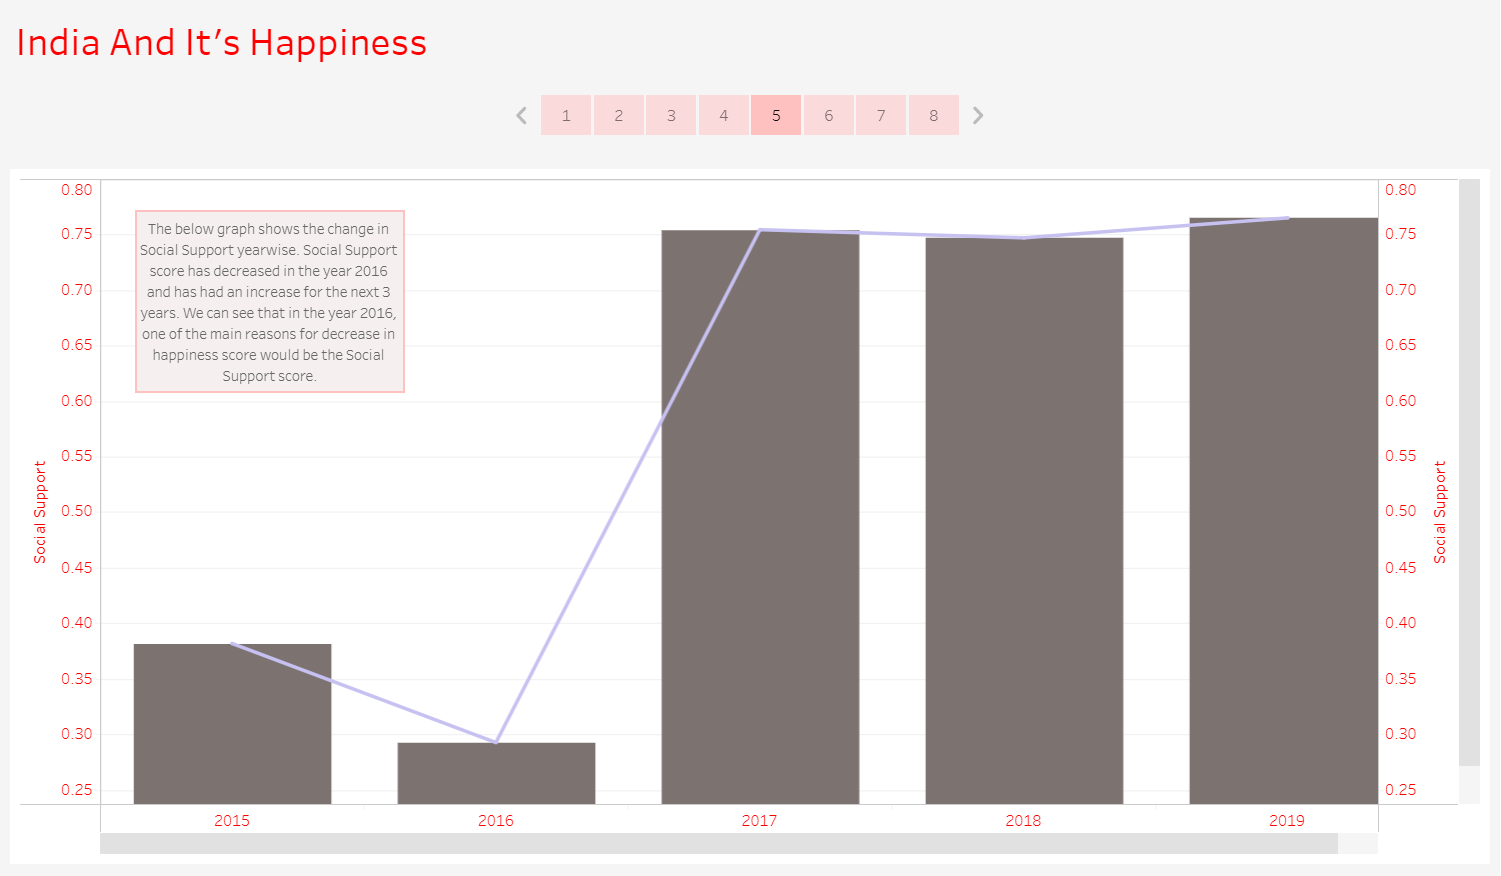 India And It’s Happiness
1 2 3 4 5 6 7 8
The below graph shows the change in
Social Support yearwise. Social Support
score has decreased in the year 2016
and has had an increase for the next 3
years. We can see that in the year 2016,
one of the main reasons for decrease in
happiness score would be the Social
Support score.
Social Support
0.80
0.75
0.70
0.65
0.60
0.55
0.50
0.45
0.40
0.35
0.30
0.25
2015 2016 2017 2018 2019
0.80
0.75
0.70
0.65
0.60
0.55
0.50
0.45
0.40
0.35
0.30
0.25
Social Support